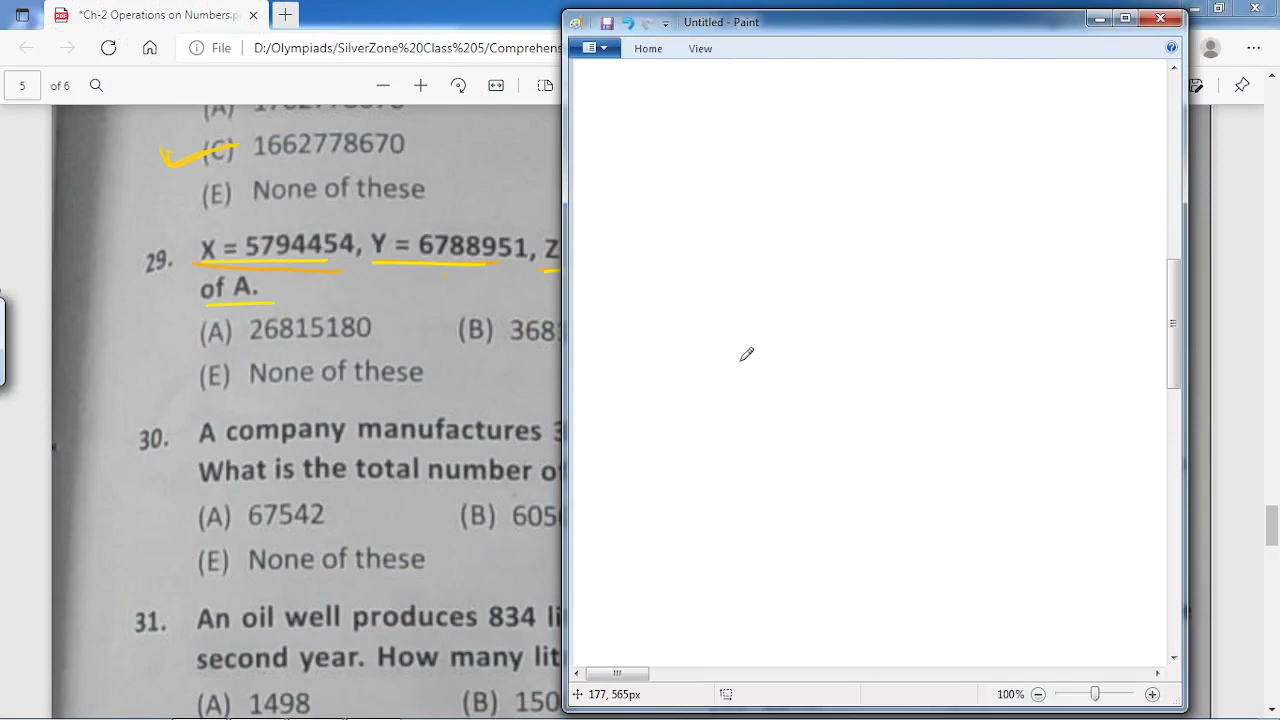 *Ch-2 Operations on Numbers.pdf
Untitled - Paint
File D:/Olympiads/SilverZone%20Class%20V/Comprehens
Home View
5 of 6
(C) 1662778670
(E) None of these
29. X = 5794454, Y = 6788951, Z
of A.
(A) 26815180 (B) 368
(E) None of these
30. A company manufactures
What is the total number of
(A) 67542 (B) 605
(E) None of these
31. An oil well produces 834 li
second year. How many lit
(A) 1498 (B) 150
177, 565px 100%